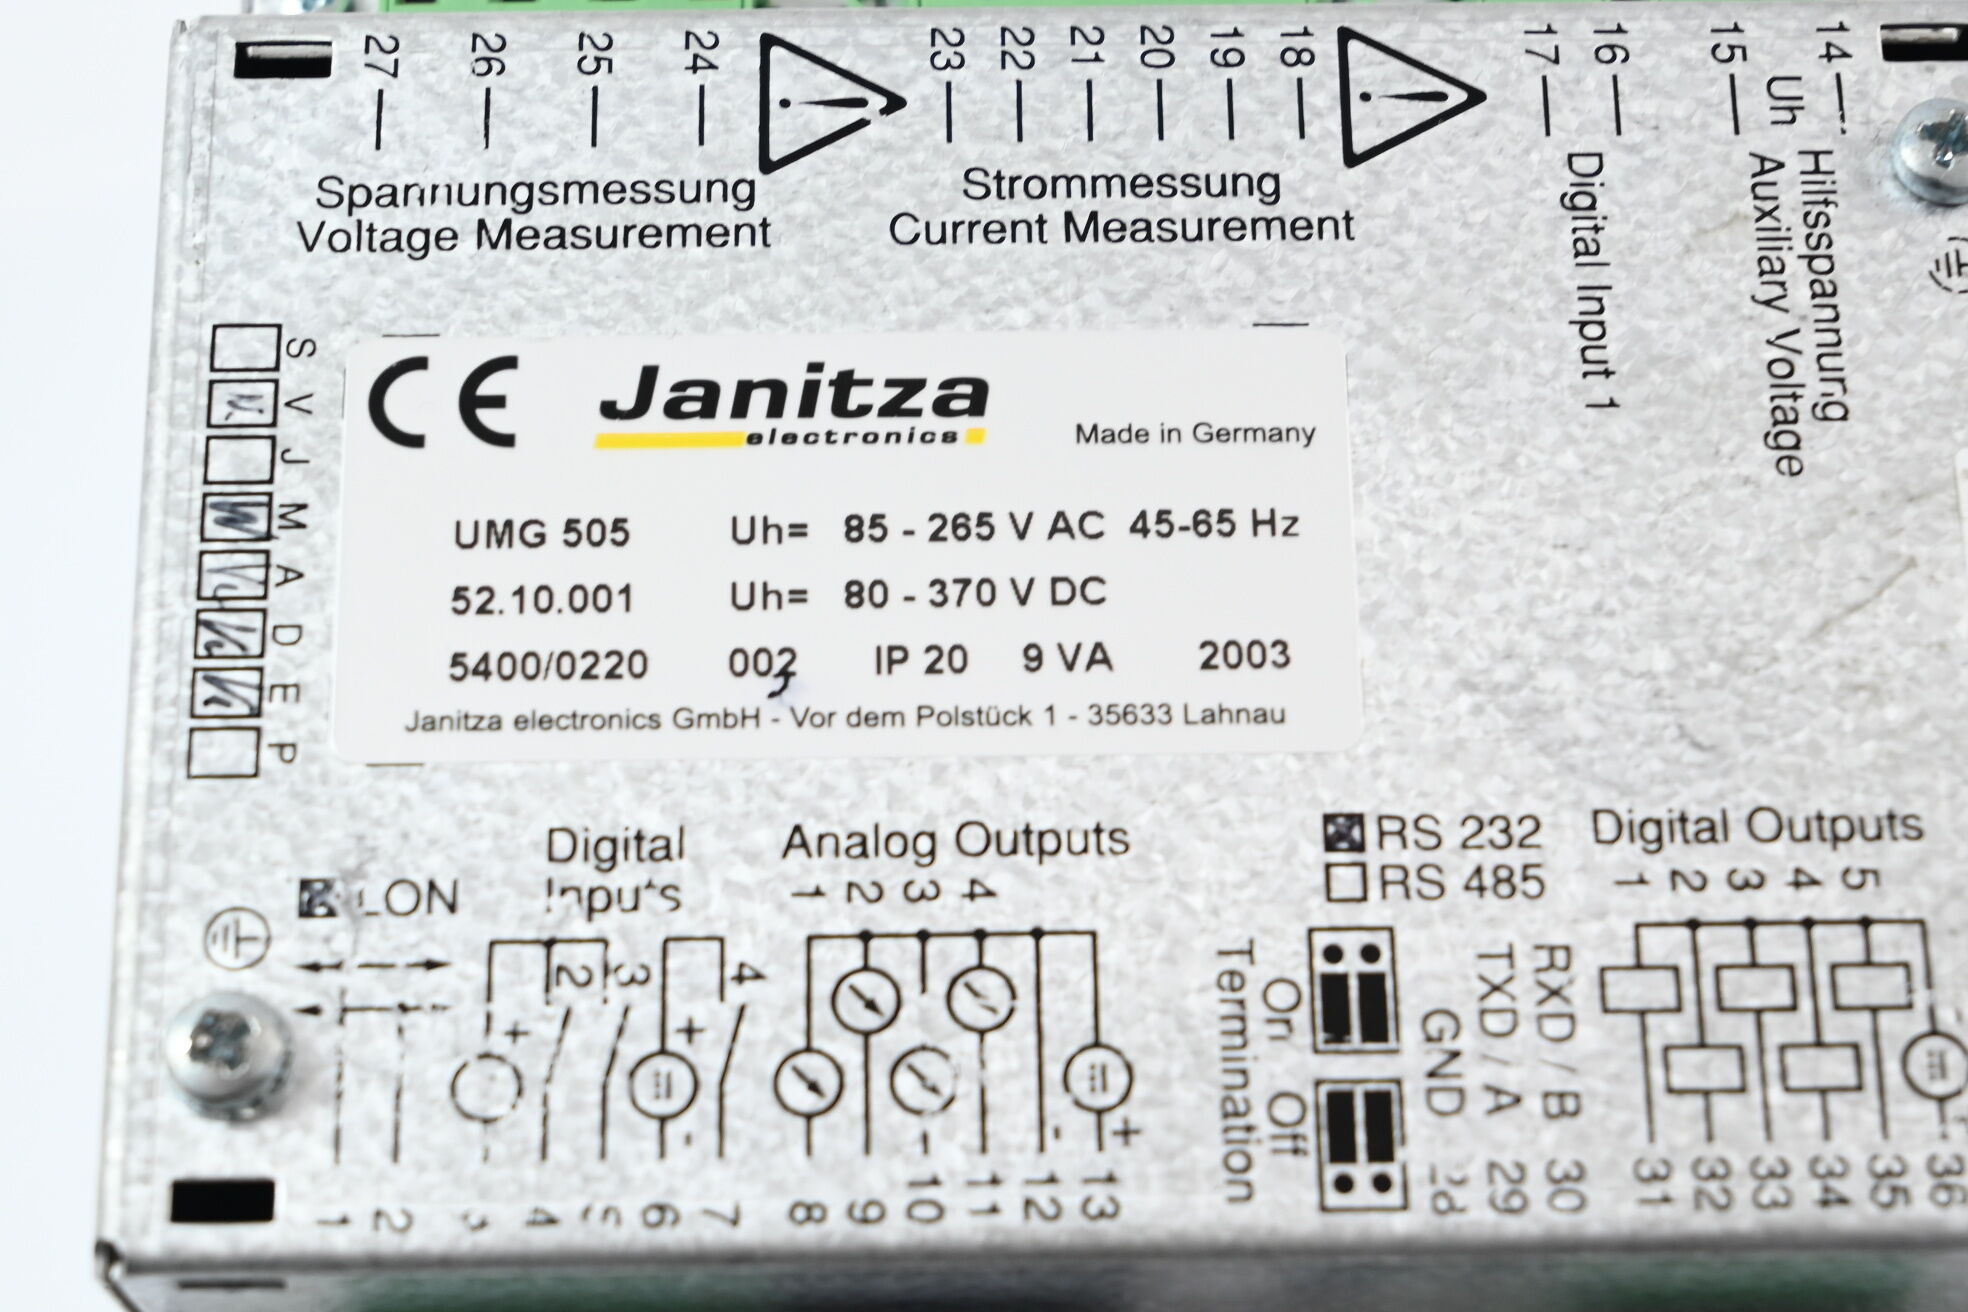 27 26 25 24 23 22 21 20 19 18 17 16 15 14
Spannungsmessung
Voltage Measurement
Strommessung
Current Measurement
Digital Input 1
Uh Hilfsspannung
Auxiliary Voltage
S
V
J
M
A
D
E
P
CE
Janitza
electronics
Made in Germany
UMG 505 Uh= 85 - 265 V AC 45-65 Hz
52.10.001 Uh= 80 - 370 V DC
5400/0220 IP 20 9 VA 2003
Janitza electronics GmbH - Vor dem Polstück 1 - 35633 Lahnau
LON
Digital
Inputs
2 3 4
+ + - - - +
Analog Outputs
1 2 3 4
RS 232
RS 485
Termination
On Off
GND
TXD / A
RXD / B
Digital Outputs
1 2 3 4 5
1 2 3 4 5 6 7 8 9 10 11 12 13 29 30 31 32 33 34 35 36